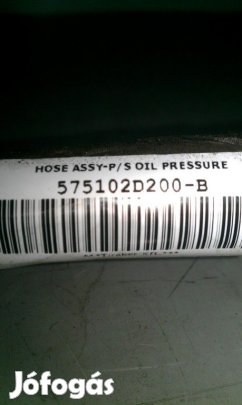 HOSE ASSY-P/S OIL PRESSURE
575102D200-B
Jófogás